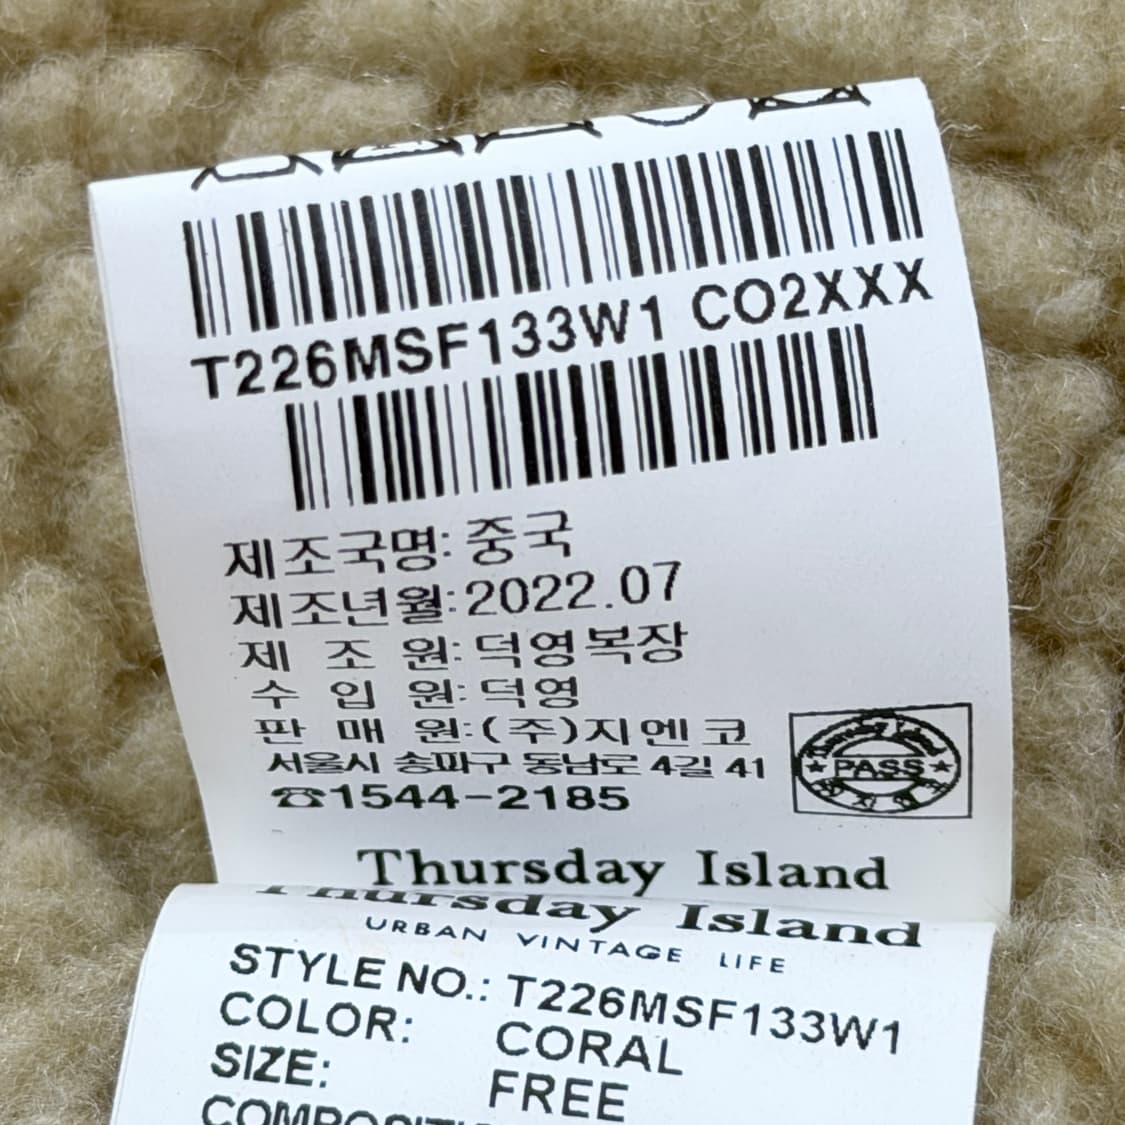 T226MSF133W1 CO2XXX
제조국명: 중국
제조년월: 2022.07
제 조 원: 덕영복장
수 입 원: 덕영
판 매 원: (주)지엔코
서울시 송파구 동남로 4길 41
☎1544-2185
PASS
Thursday Island
Thursday Island
URBAN VINTAGE LIFE
STYLE NO.: T226MSF133W1
COLOR: CORAL
SIZE: FREE